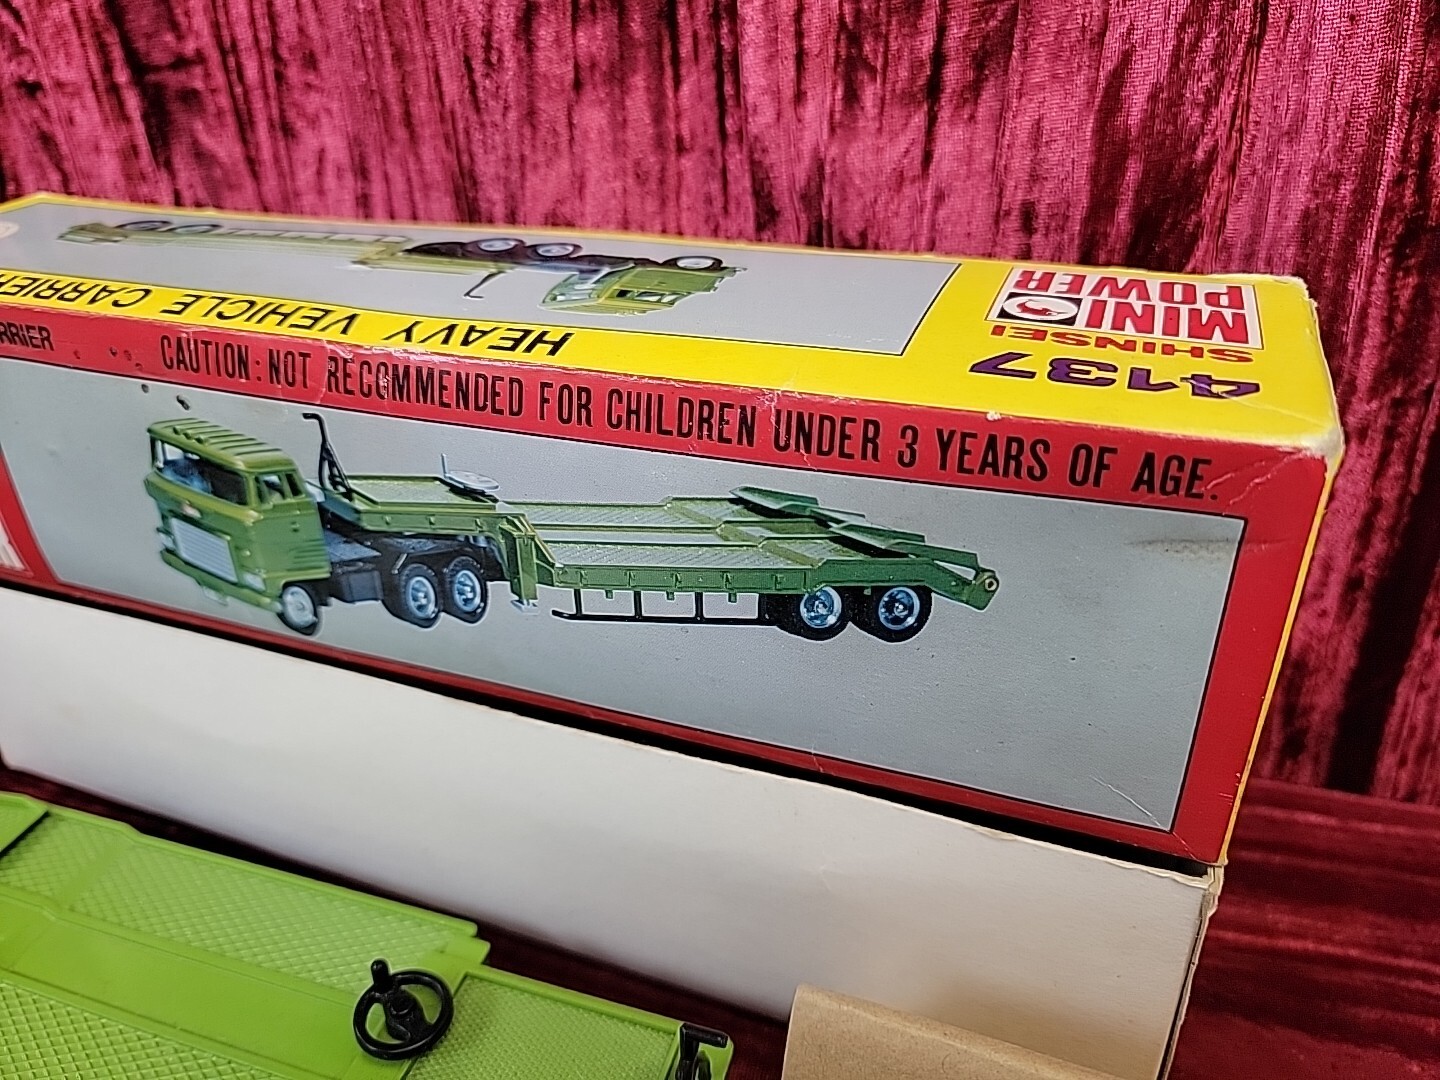 MINI
POWER
SHINSEI
4137
HEAVY VEHICLE CARRIER
RRIER
CAUTION: NOT RECOMMENDED FOR CHILDREN UNDER 3 YEARS OF AGE.